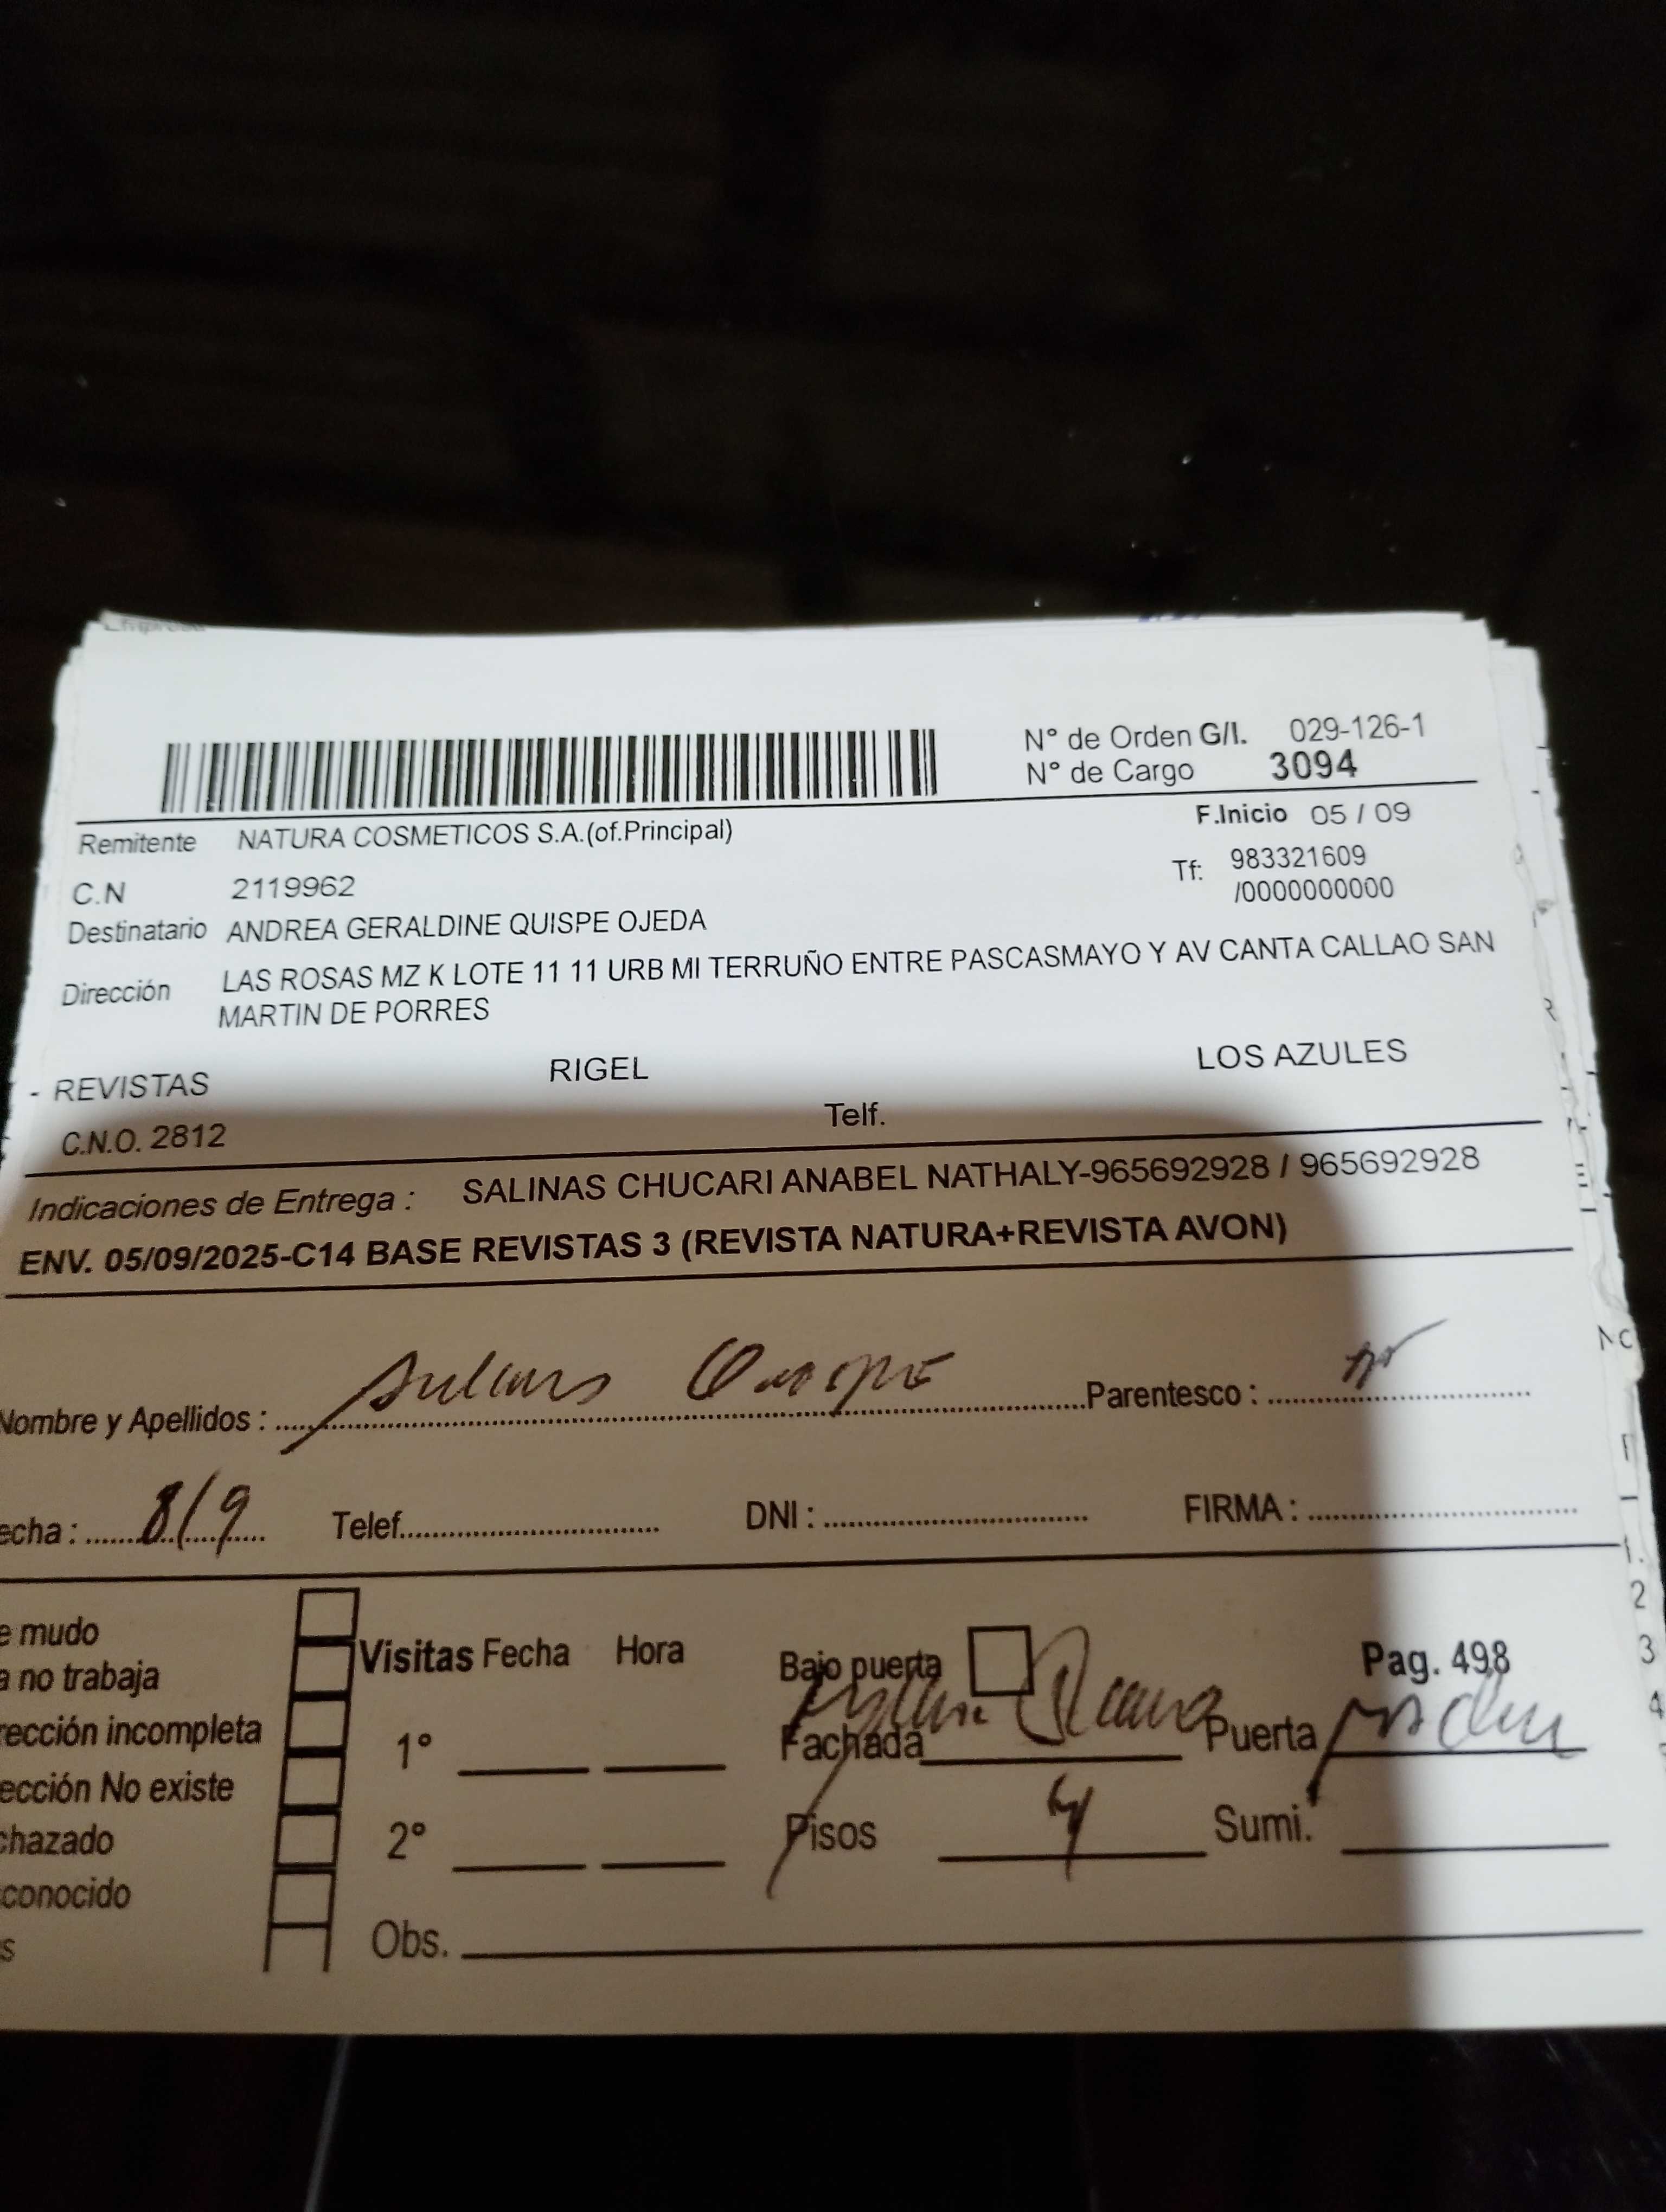 N° de Orden G/I. 029-126-1
N° de Cargo 3094
F.Inicio 05 / 09
Remitente NATURA COSMETICOS S.A.(of.Principal)
Tf: 983321609
/0000000000
C.N 2119962
Destinatario ANDREA GERALDINE QUISPE OJEDA
Dirección LAS ROSAS MZ K LOTE 11 11 URB MI TERRUÑO ENTRE PASCASMAYO Y AV CANTA CALLAO SAN
MARTIN DE PORRES
- REVISTAS RIGEL LOS AZULES
C.N.O. 2812 Telf.
Indicaciones de Entrega : SALINAS CHUCARI ANABEL NATHALY-965692928 / 965692928
ENV. 05/09/2025-C14 BASE REVISTAS 3 (REVISTA NATURA+REVISTA AVON)
Nombre y Apellidos : Quispe Parentesco :
echa : 8/9 Telef. DNI : FIRMA :
e mudo
a no trabaja
rección incompleta
ección No existe
chazado
conocido
s
Visitas Fecha Hora
1°
2°
Obs.
Bajo puerta Pag. 498
Fachada Puerta
Pisos 4 Sumi.